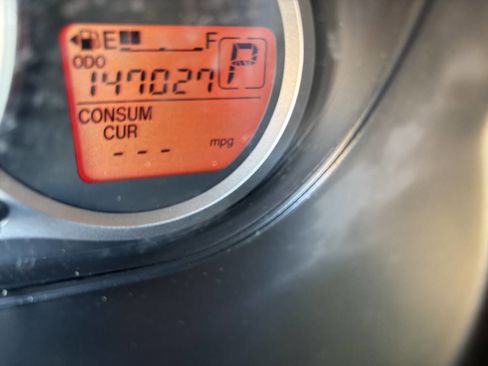 E F
ODO
147027 P
CONSUM
CUR
--- mpg